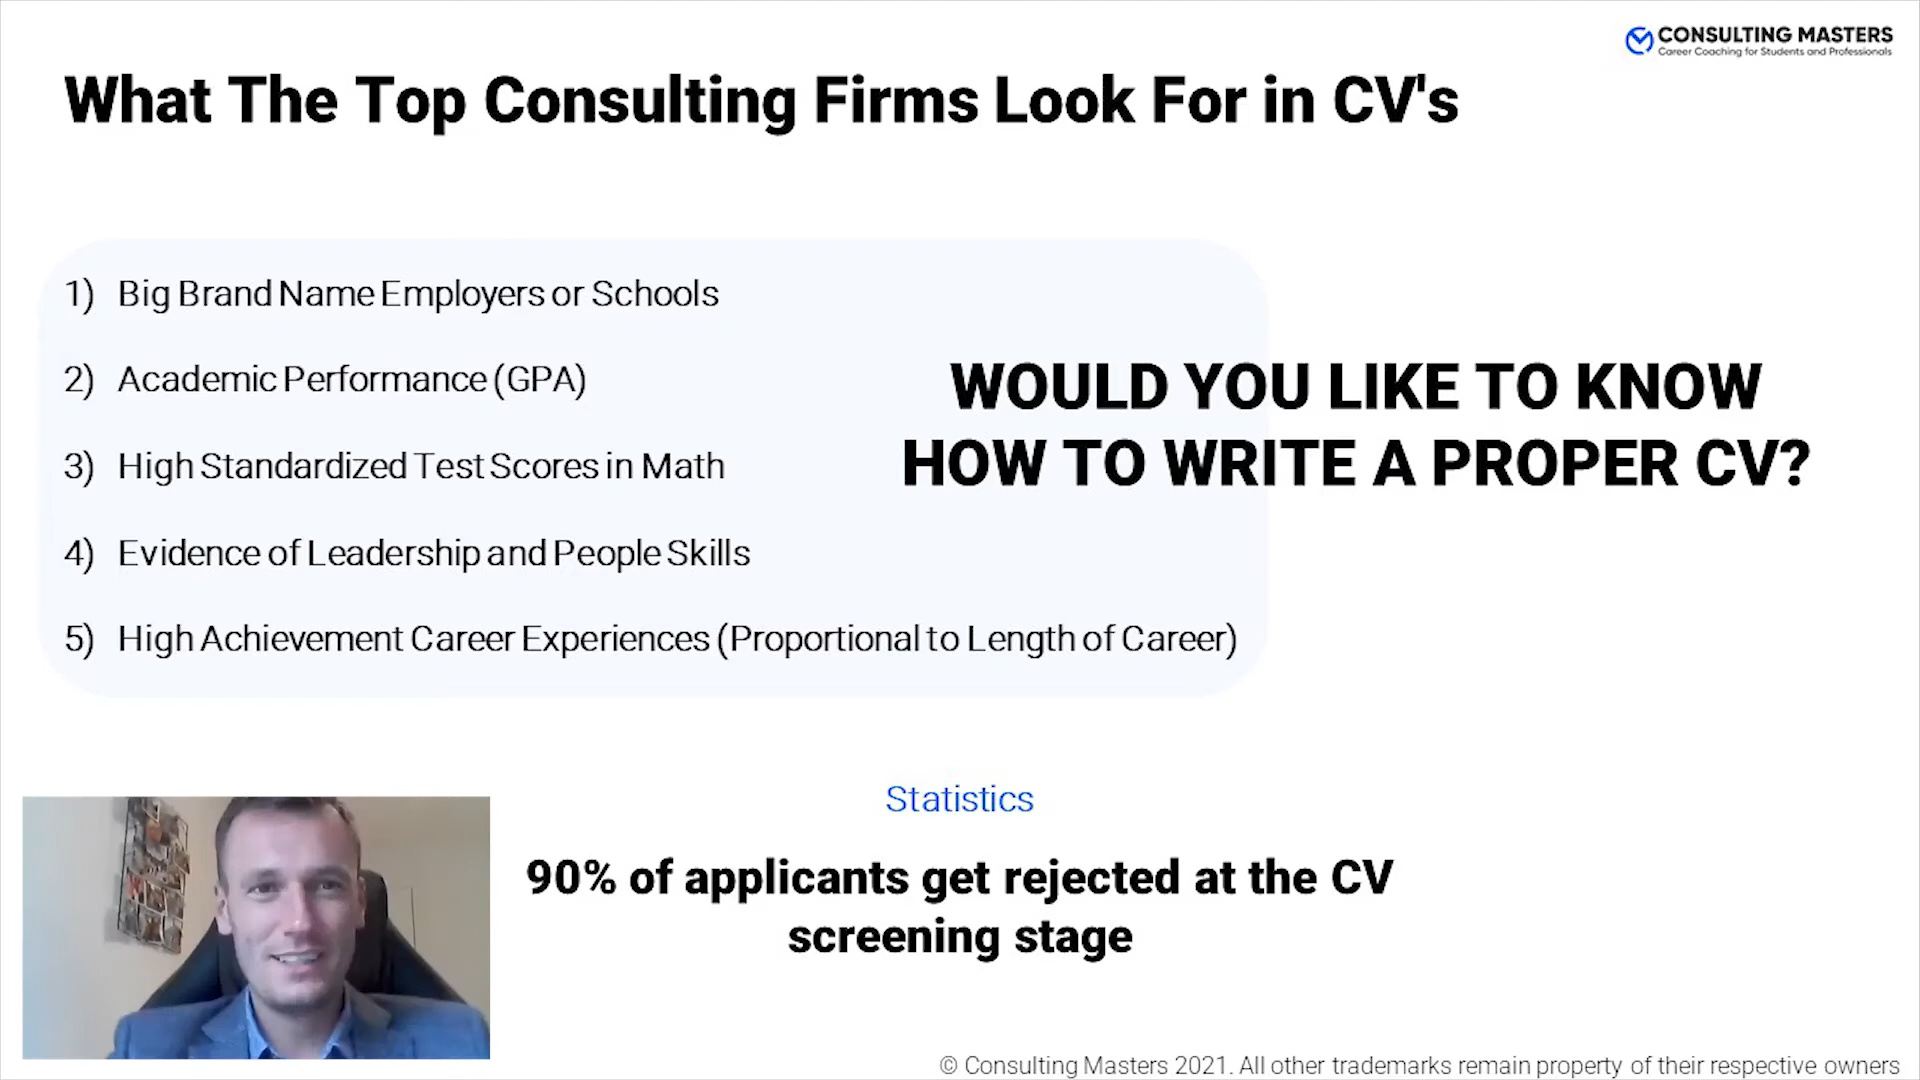 CONSULTING MASTERS
Career Coaching for Students and Professionals
What The Top Consulting Firms Look For in CV's
1) Big Brand Name Employers or Schools
2) Academic Performance (GPA)
3) High Standardized Test Scores in Math
4) Evidence of Leadership and People Skills
5) High Achievement Career Experiences (Proportional to Length of Career)
WOULD YOU LIKE TO KNOW
HOW TO WRITE A PROPER CV?
Statistics
90% of applicants get rejected at the CV
screening stage
© Consulting Masters 2021. All other trademarks remain property of their respective owners